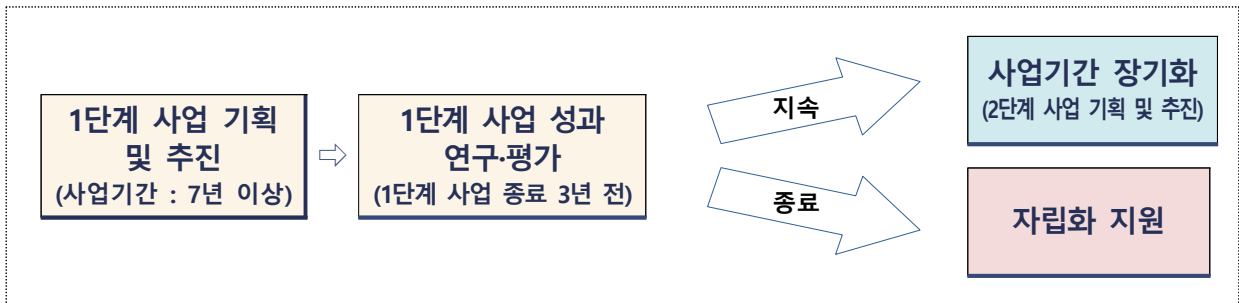 1단계 사업 기획
및 추진
(사업기간 : 7년 이상)
1단계 사업 성과
연구·평가
(1단계 사업 종료 3년 전)
지속
종료
사업기간 장기화
(2단계 사업 기획 및 추진)
자립화 지원